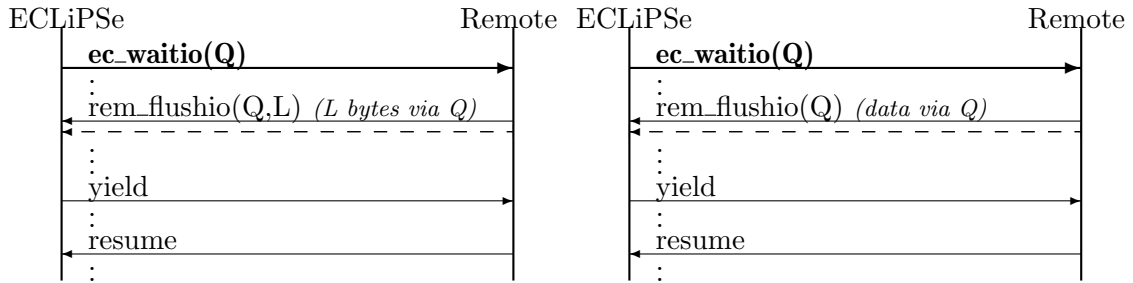 ECLiPSe Remote
ec_waitio(Q)
rem_flushio(Q,L) (L bytes via Q)
yield
resume
ECLiPSe Remote
ec_waitio(Q)
rem_flushio(Q) (data via Q)
yield
resume